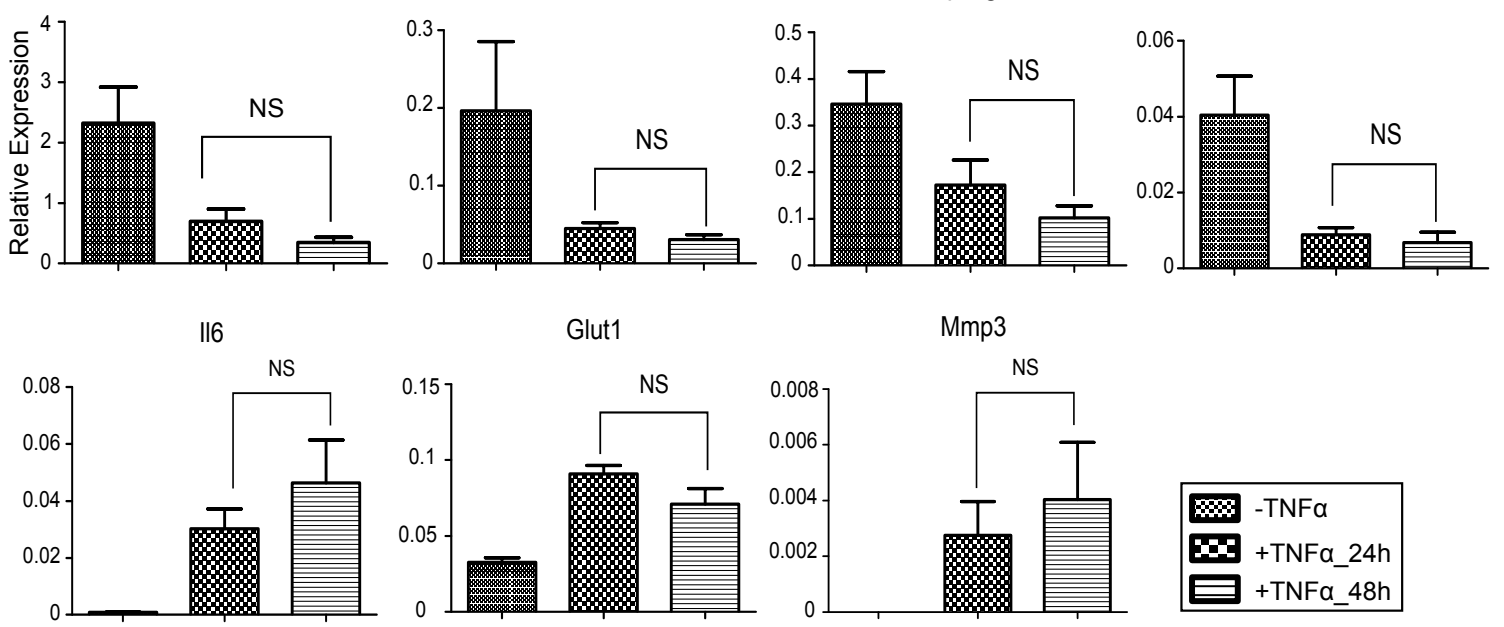 Relative Expression
4
3
2
1
0
NS
0.3
0.2
0.1
0
NS
0.5
0.4
0.3
0.2
0.1
0
NS
0.06
0.04
0.02
0
NS
Il6
0.08
0.06
0.04
0.02
0
NS
Glut1
0.15
0.1
0.05
0
NS
Mmp3
0.008
0.006
0.004
0.002
0
NS
-TNFα
+TNFα_24h
+TNFα_48h